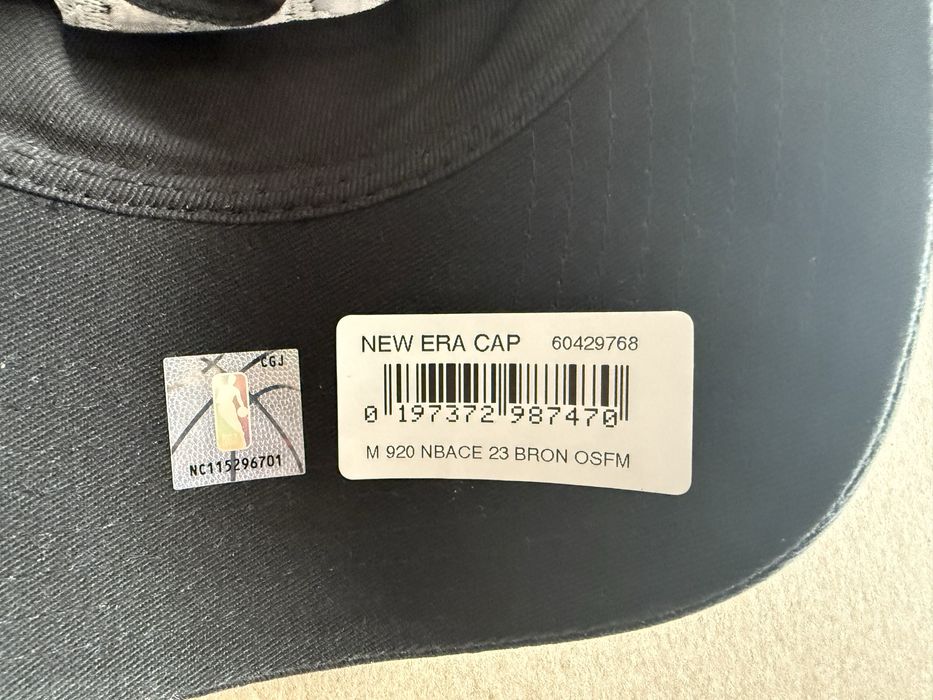 NEW ERA CAP 60429768
0 197372 987470
M 920 NBACE 23 BRON OSFM
CGJ
NC115296701